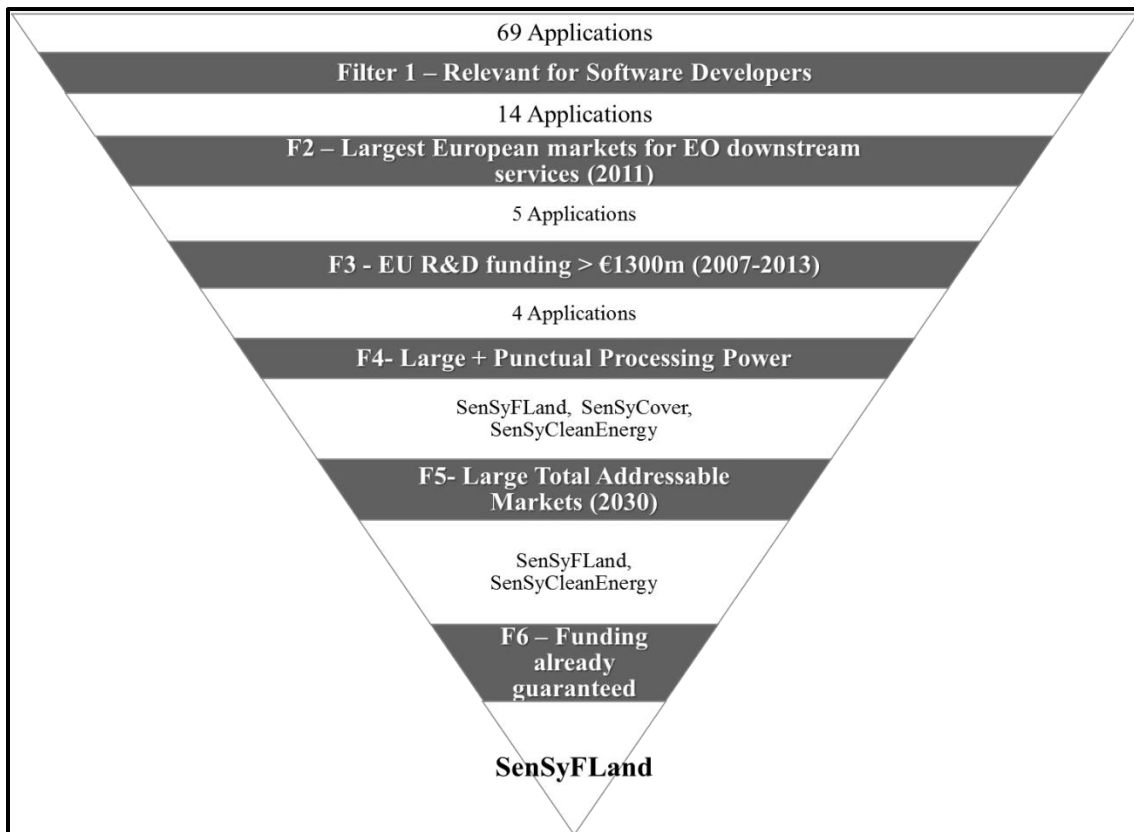 69 Applications
Filter 1 – Relevant for Software Developers
14 Applications
F2 – Largest European markets for EO downstream
services (2011)
5 Applications
F3 - EU R&D funding > €1300m (2007-2013)
4 Applications
F4- Large + Punctual Processing Power
SenSyFLand, SenSyCover,
SenSyCleanEnergy
F5- Large Total Addressable
Markets (2030)
SenSyFLand,
SenSyCleanEnergy
F6 – Funding
already
guaranteed
SenSyFLand